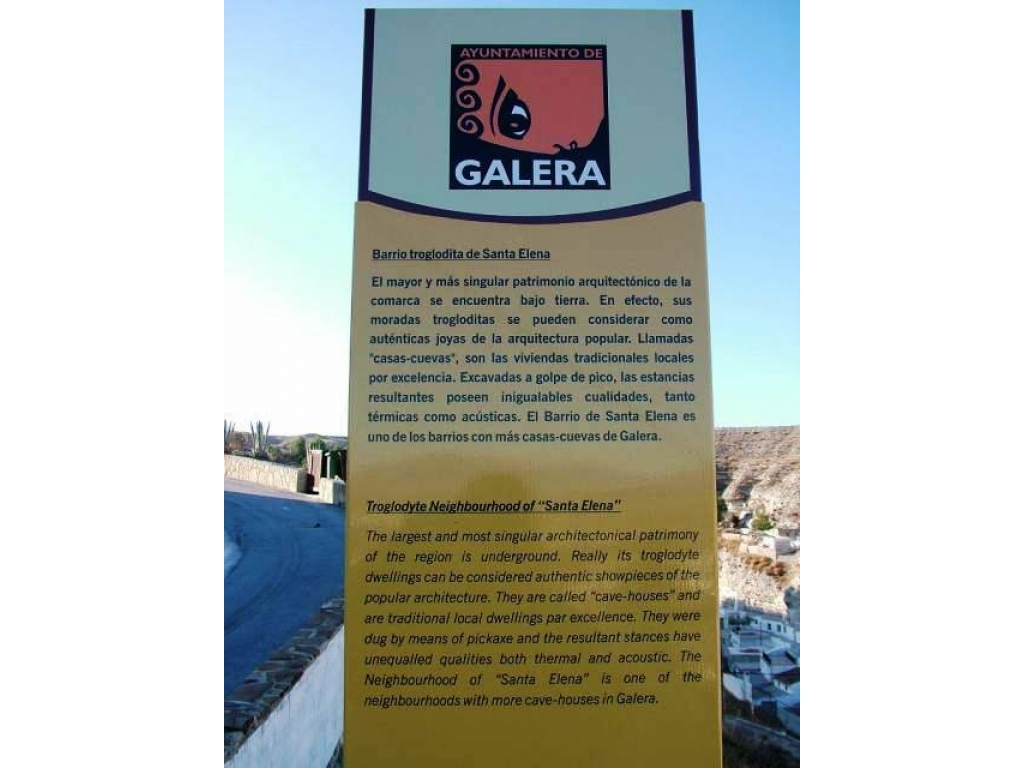 AYUNTAMIENTO DE
GALERA
Barrio troglodita de Santa Elena
El mayor y más singular patrimonio arquitectónico de la
comarca se encuentra bajo tierra. En efecto, sus
moradas trogloditas se pueden considerar como
auténticas joyas de la arquitectura popular. Llamadas
"casas-cuevas", son las viviendas tradicionales locales
por excelencia. Excavadas a golpe de pico, las estancias
resultantes poseen inigualables cualidades, tanto
térmicas como acústicas. El Barrio de Santa Elena es
uno de los barrios con más casas-cuevas de Galera.
Troglodyte Neighbourhood of "Santa Elena"
The largest and most singular architectonical patrimony
of the region is underground. Really its troglodyte
dwellings can be considered authentic showpieces of the
popular architecture. They are called "cave-houses" and
are traditional local dwellings par excellence. They were
dug by means of pickaxe and the resultant stances have
unequalled qualities both thermal and acoustic. The
Neighbourhood of "Santa Elena" is one of the
neighbourhoods with more cave-houses in Galera.